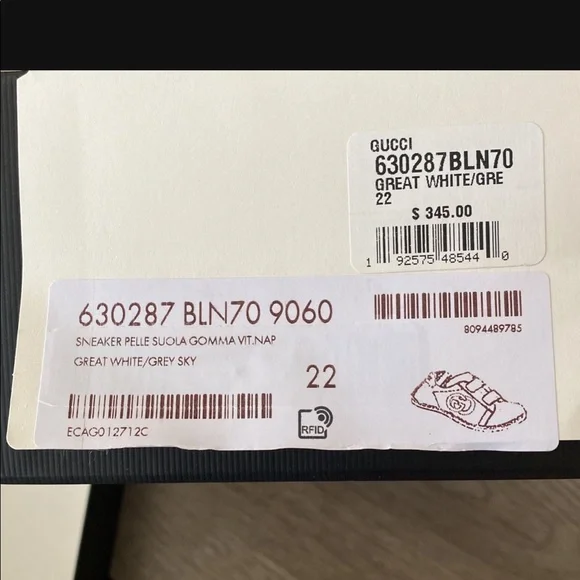 GUCCI
630287BLN70
GREAT WHITE/GRE
22
$ 345.00
1 92575 48544 0
630287 BLN70 9060
SNEAKER PELLE SUOLA GOMMA VIT.NAP
GREAT WHITE/GREY SKY
8094489785
22
ECAG012712C
RFID